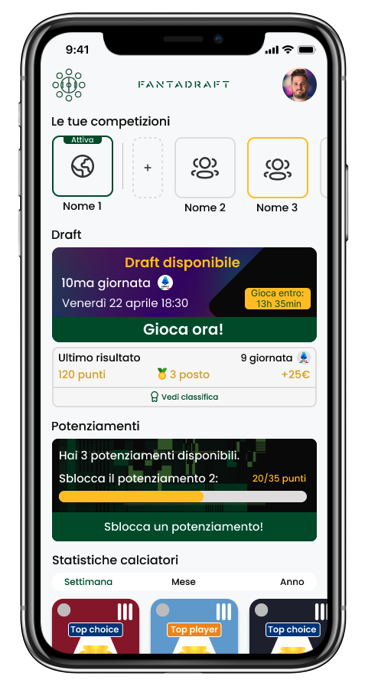 9:41
FANTADRAFT
Le tue competizioni
Attiva
+
Nome 1
Nome 2
Nome 3
Draft
Draft disponibile
10ma giornata
Venerdì 22 aprile 18:30
Gioca entro:
13h 35min
Gioca ora!
Ultimo risultato
9 giornata
120 punti
3 posto
+25€
Vedi classifica
Potenziamenti
Hai 3 potenziamenti disponibili.
Sblocca il potenziamento 2:
20/35 punti
Sblocca un potenziamento!
Statistiche calciatori
Settimana
Mese
Anno
Top choice
Top player
Top choice